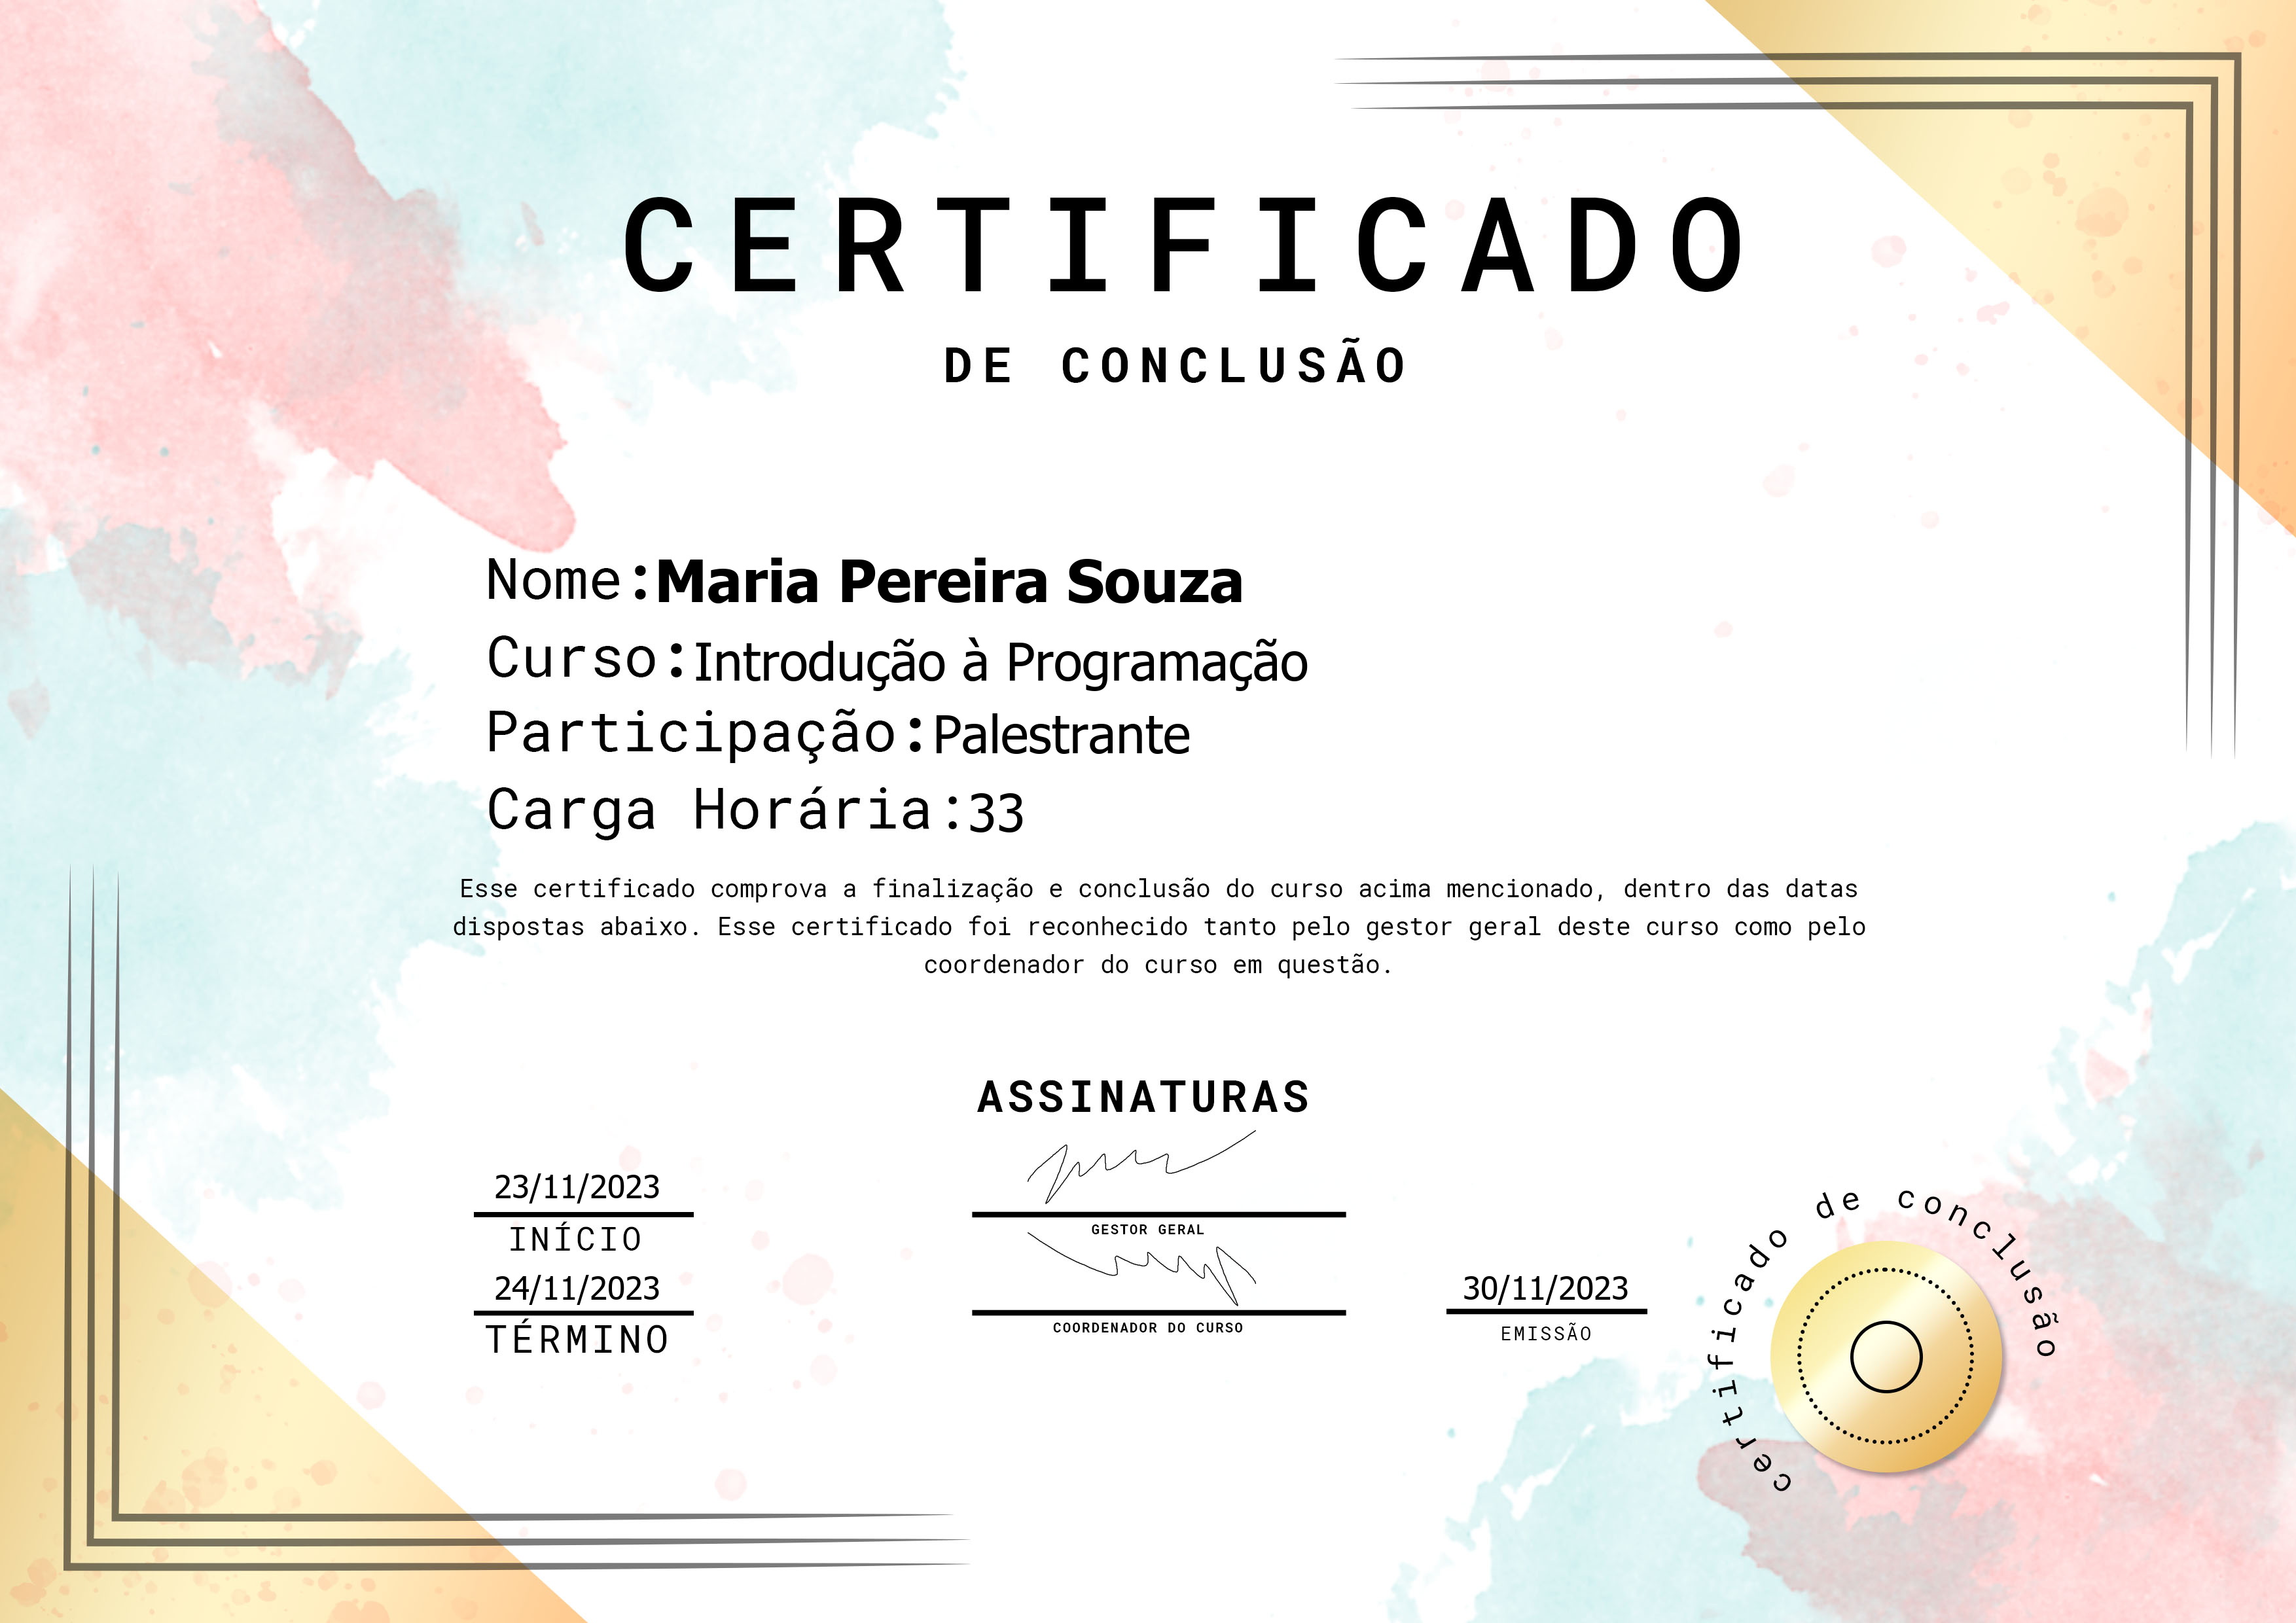 CERTIFICADO
DE CONCLUSÃO
Nome:Maria Pereira Souza
Curso:Introdução à Programação
Participação:Palestrante
Carga Horária:33
Esse certificado comprova a finalização e conclusão do curso acima mencionado, dentro das datas
dispostas abaixo. Esse certificado foi reconhecido tanto pelo gestor geral deste curso como pelo
coordenador do curso em questão.
ASSINATURAS
23/11/2023
INÍCIO
24/11/2023
TÉRMINO
GESTOR GERAL
COORDENADOR DO CURSO
30/11/2023
EMISSÃO
certificado de conclusão